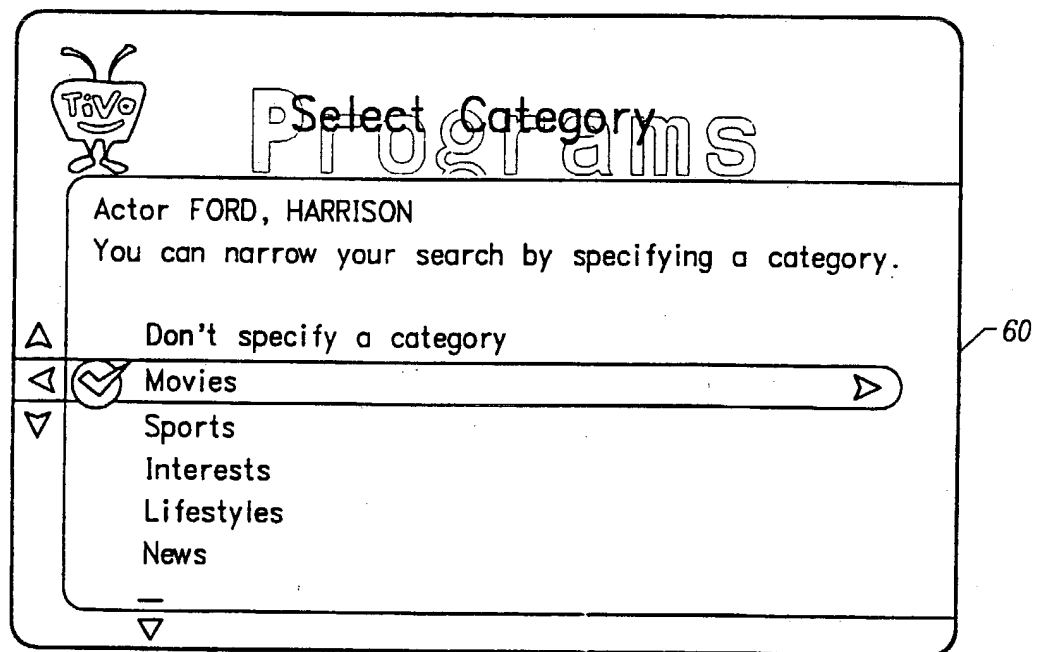 TiVo
Select Category
Programs
Actor FORD, HARRISON
You can narrow your search by specifying a category.
Don't specify a category
Movies
Sports
Interests
Lifestyles
News
60